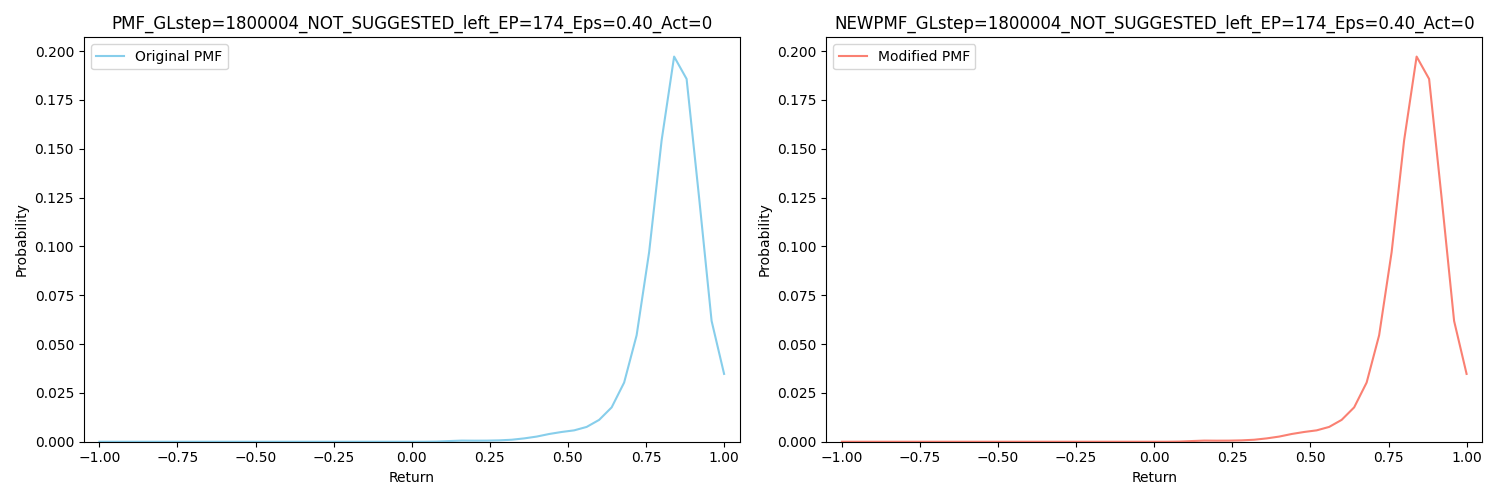 PMF_GLstep=1800004_NOT_SUGGESTED_left_EP=174_Eps=0.40_Act=0
Original PMF
0.200
0.175
0.150
0.125
0.100
0.075
0.050
0.025
0.000
Probability
−1.00 −0.75 −0.50 −0.25 0.00 0.25 0.50 0.75 1.00
Return
NEWPMF_GLstep=1800004_NOT_SUGGESTED_left_EP=174_Eps=0.40_Act=0
Modified PMF
0.200
0.175
0.150
0.125
0.100
0.075
0.050
0.025
0.000
Probability
−1.00 −0.75 −0.50 −0.25 0.00 0.25 0.50 0.75 1.00
Return